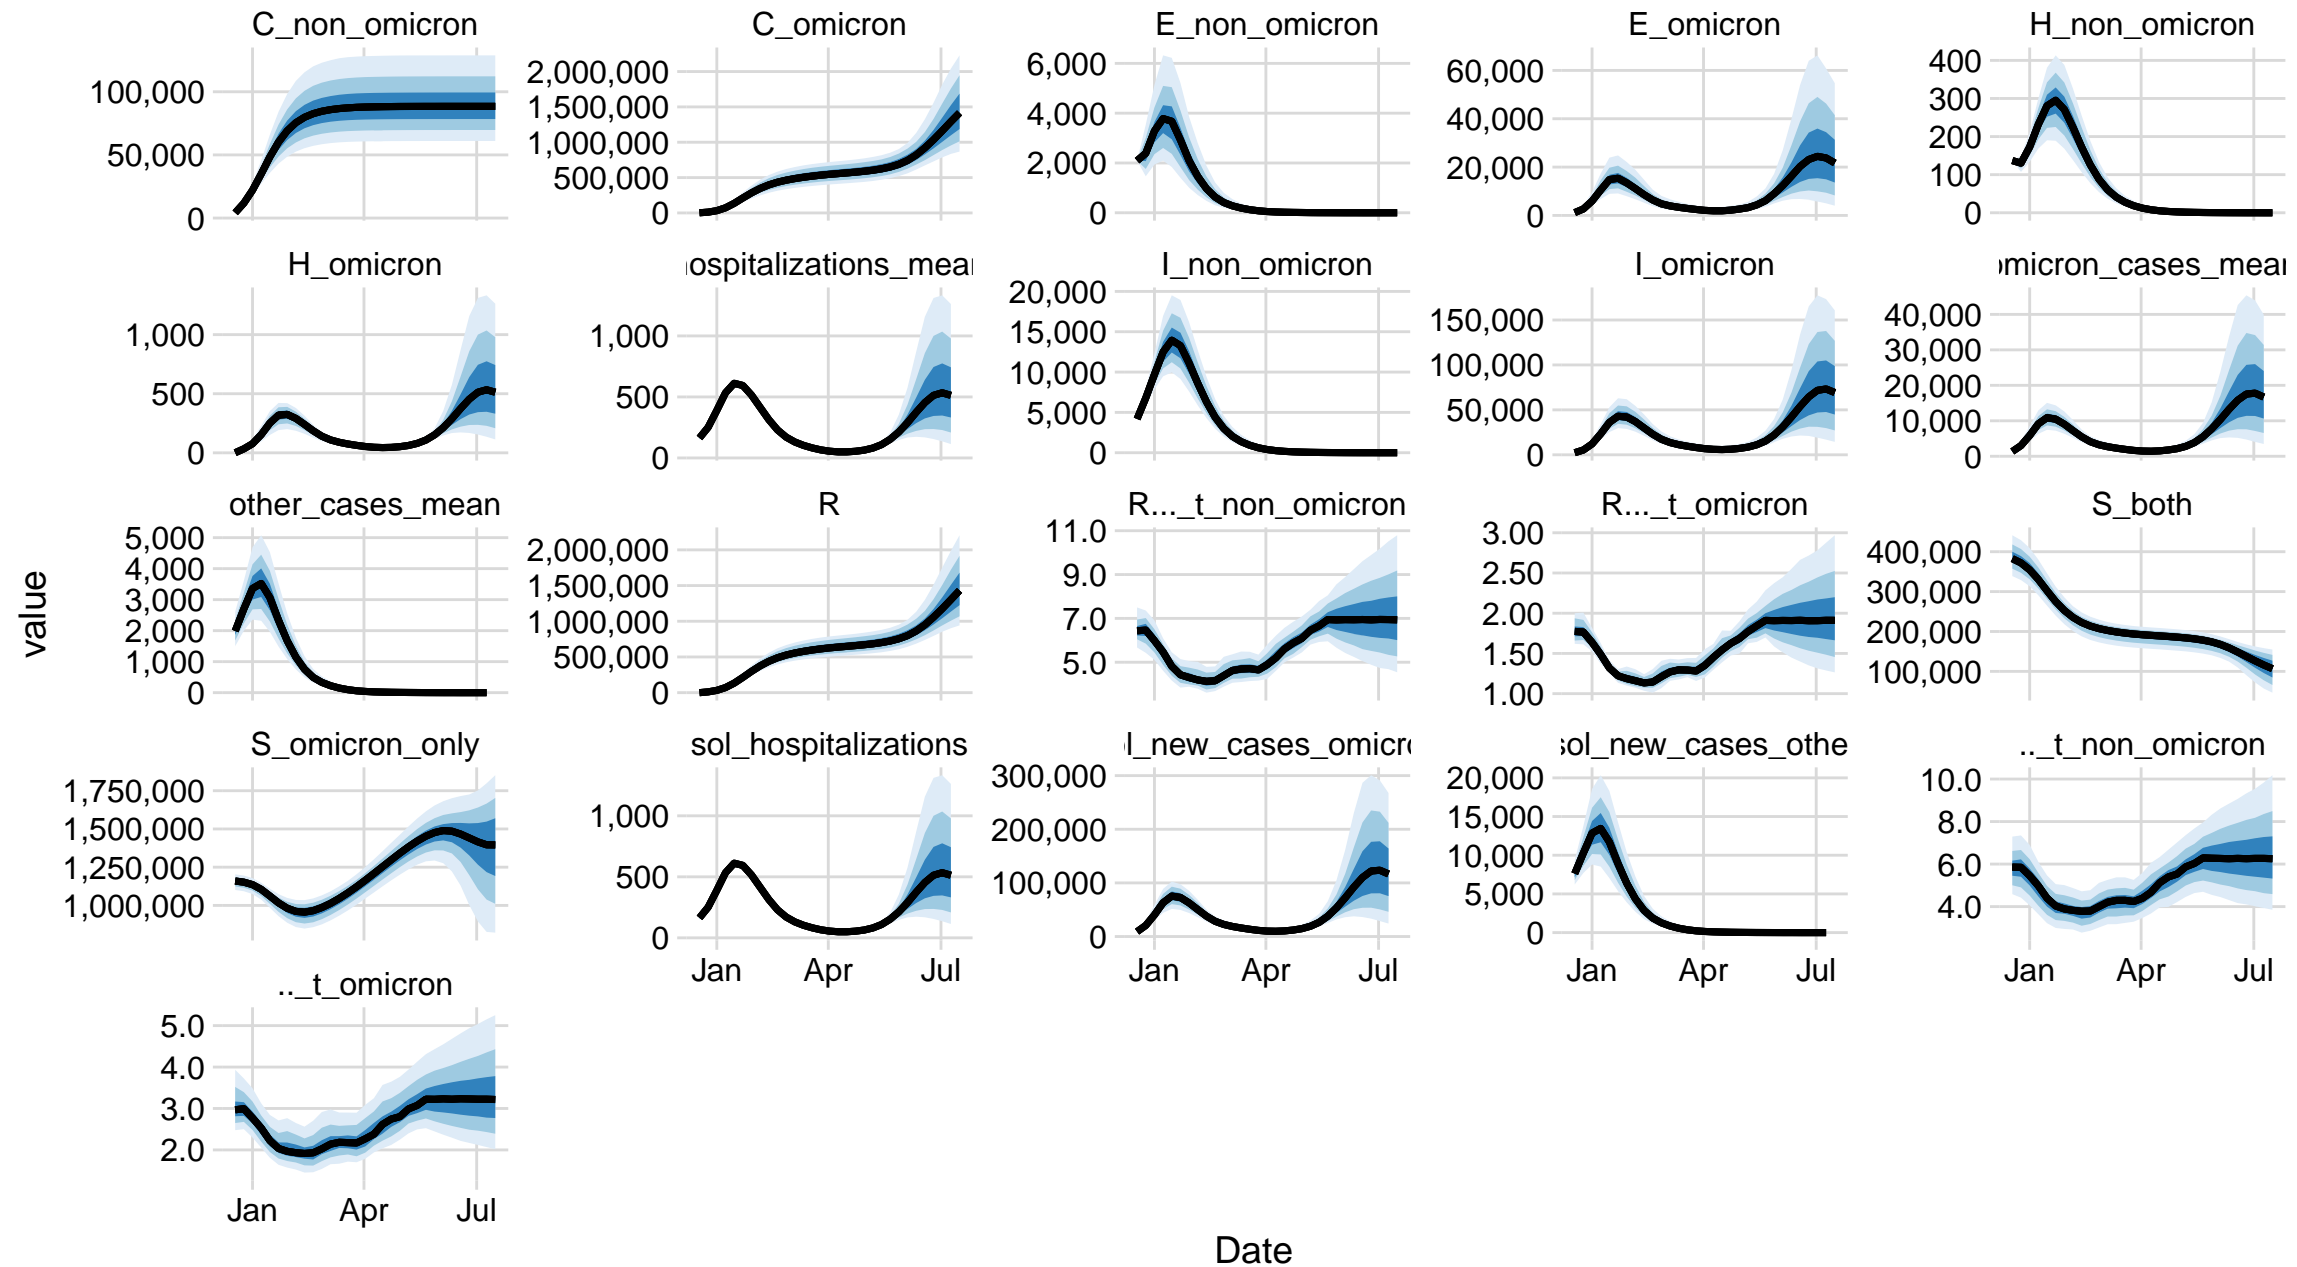 C_non_omicron C_omicron E_non_omicron E_omicron H_non_omicron
100,000 50,000 0
2,000,000 1,500,000 1,000,000 500,000 0
6,000 4,000 2,000 0
60,000 40,000 20,000 0
400 300 200 100 0
H_omicron ospitalizations_mea I_non_omicron I_omicron micron_cases_mea
1,000 500 0
1,000 500 0
20,000 15,000 10,000 5,000 0
150,000 100,000 50,000 0
40,000 30,000 20,000 10,000 0
other_cases_mean R R..._t_non_omicron R..._t_omicron S_both
5,000 4,000 3,000 2,000 1,000 0
2,000,000 1,500,000 1,000,000 500,000 0
11.0 9.0 7.0 5.0
3.00 2.50 2.00 1.50 1.00
400,000 300,000 200,000 100,000
S_omicron_only sol_hospitalizations l_new_cases_omicr sol_new_cases_othe .._t_non_omicron
1,750,000 1,500,000 1,250,000 1,000,000
1,000 500 0
300,000 200,000 100,000 0
20,000 15,000 10,000 5,000 0
10.0 8.0 6.0 4.0
Jan Apr Jul
Jan Apr Jul
Jan Apr Jul
Jan Apr Jul
.._t_omicron
5.0 4.0 3.0 2.0
Jan Apr Jul
value
Date